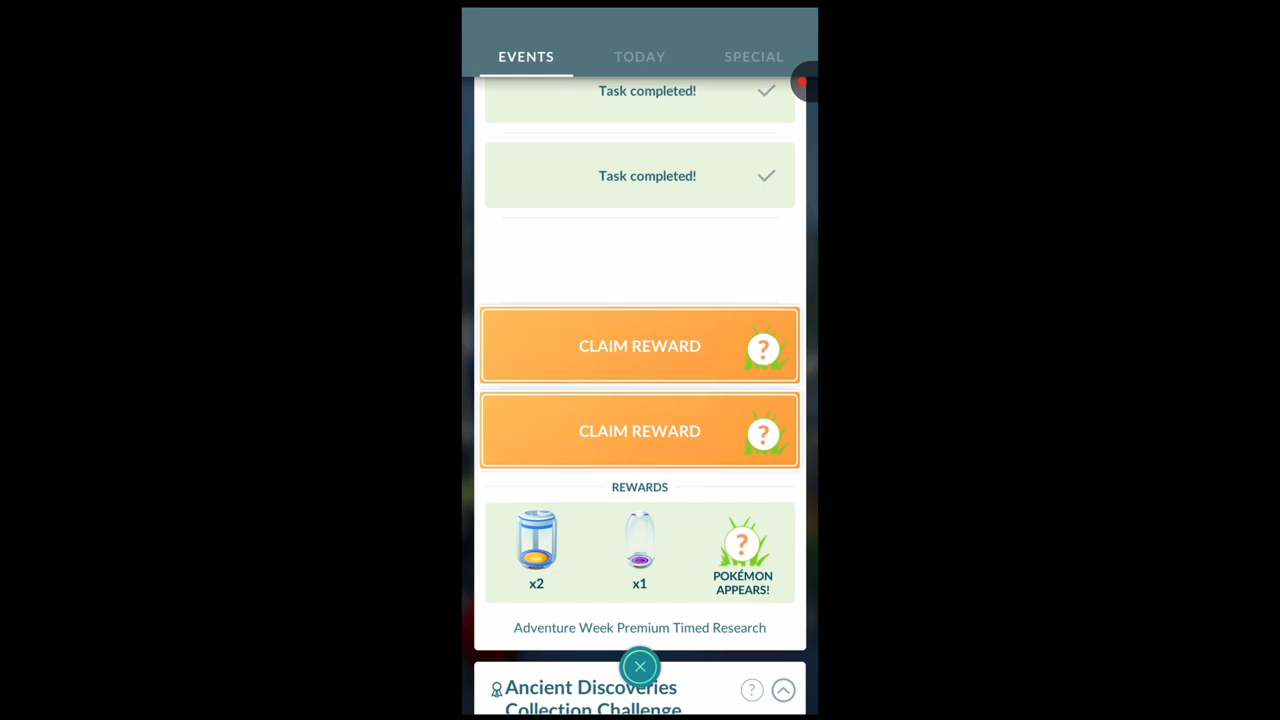 EVENTS TODAY SPECIAL
Task completed!
Task completed!
CLAIM REWARD ?
CLAIM REWARD ?
REWARDS
?
x2 x1 POKÉMON
APPEARS!
Adventure Week Premium Timed Research
Ancient Discoveries ?
Collection Challenge